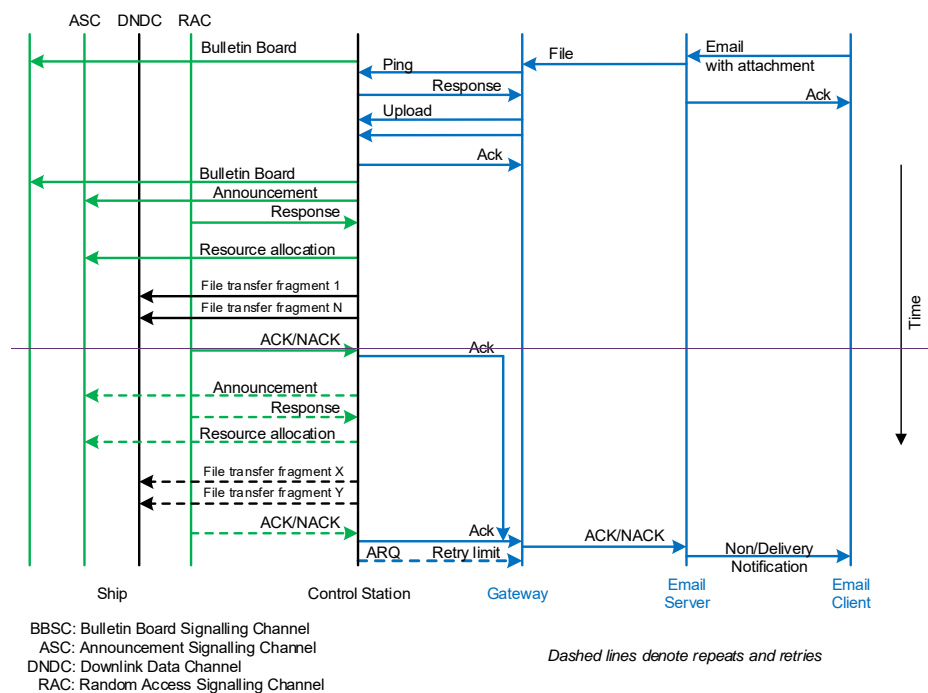 ASC DNDC RAC
Bulletin Board
File
Email
with attachment
Ping
Response
Ack
Upload
Ack
Bulletin Board
Announcement
Response
Resource allocation
File transfer fragment 1
File transfer fragment N
Time
ACK/NACK
Ack
Announcement
Response
Resource allocation
File transfer fragment X
File transfer fragment Y
ACK/NACK
Ack
ACK/NACK
ARQ Retry limit
Non/Delivery
Notification
Ship
Control Station
Gateway
Email
Server
Email
Client
BBSC: Bulletin Board Signalling Channel
ASC: Announcement Signalling Channel
DNDC: Downlink Data Channel
RAC: Random Access Signalling Channel
Dashed lines denote repeats and retries